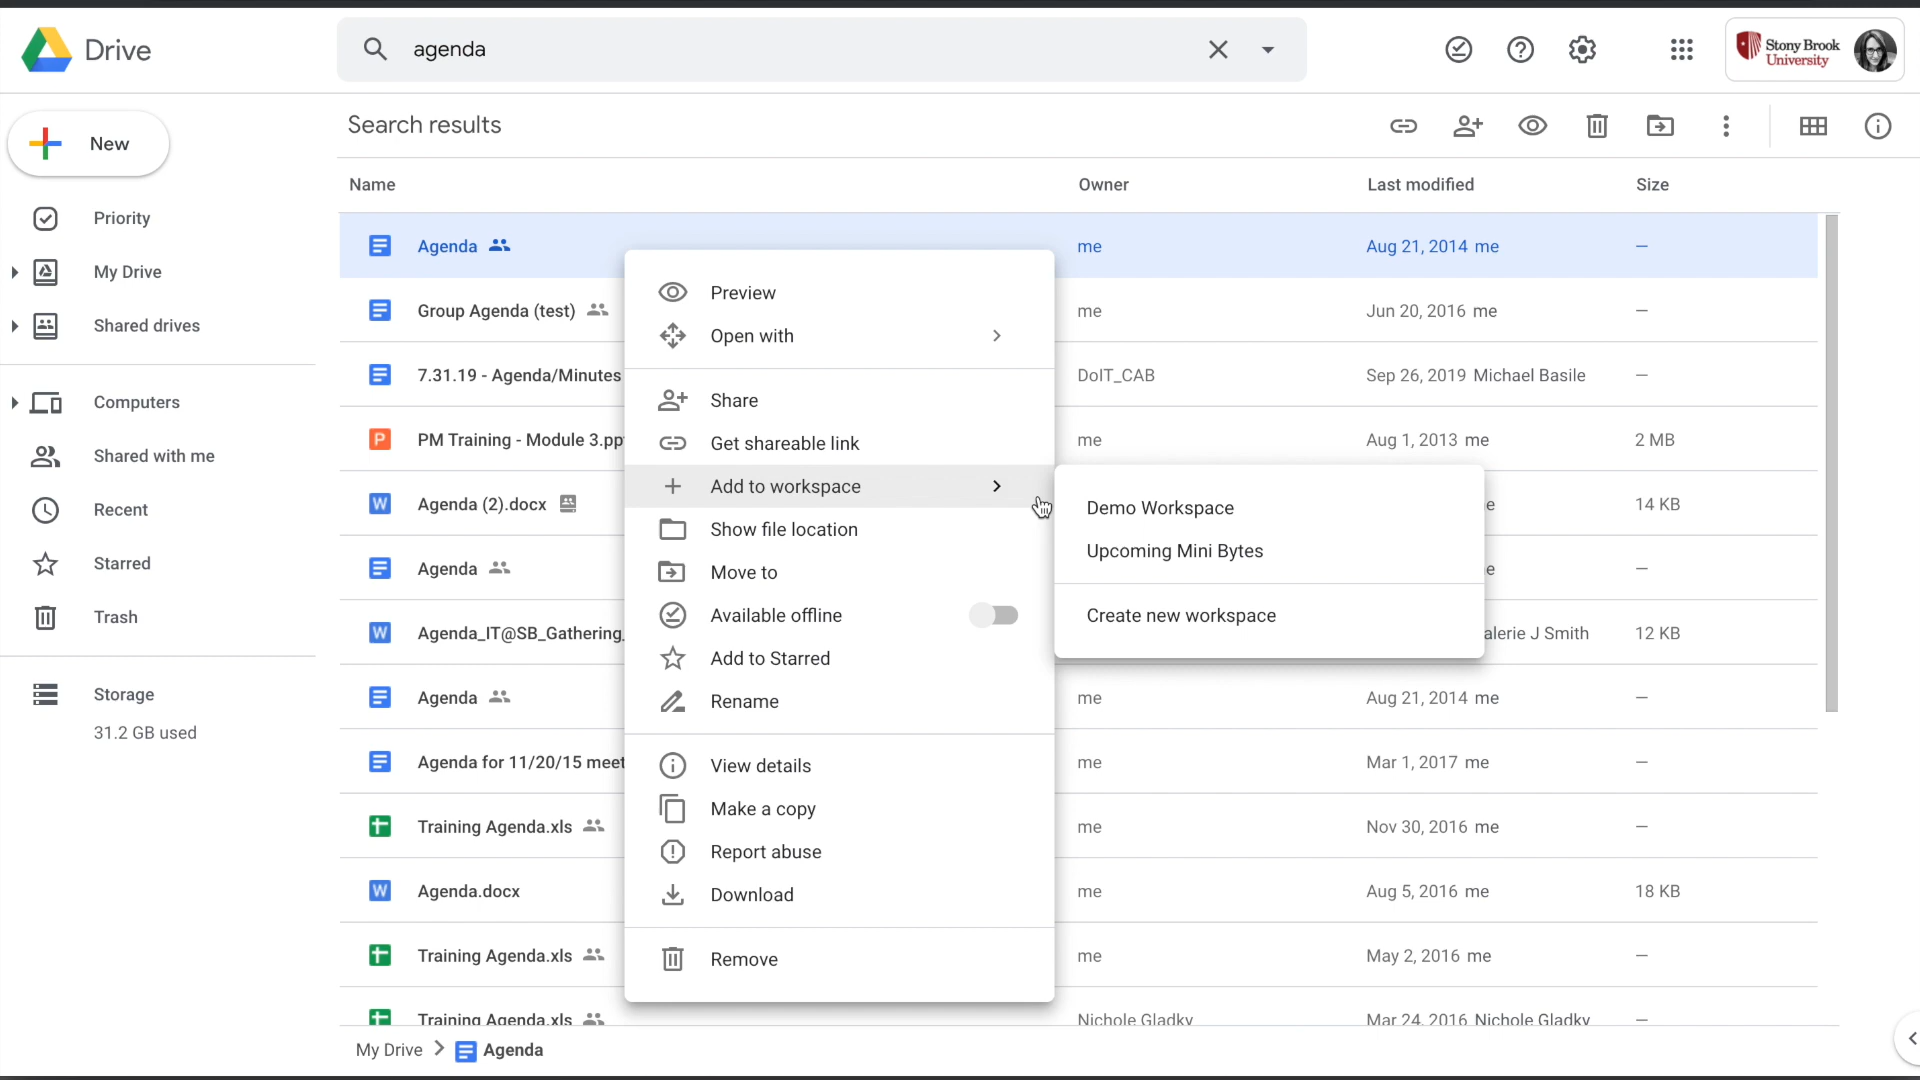 Drive
agenda
Stony Brook
University
New
Search results
Name Owner Last modified Size
Priority
My Drive
Shared drives
Computers
Shared with me
Recent
Starred
Trash
Storage
31.2 GB used
Agenda me Aug 21, 2014 me —
Group Agenda (test) me Jun 20, 2016 me —
7.31.19 - Agenda/Minutes DoIT_CAB Sep 26, 2019 Michael Basile —
P PM Training - Module 3.pp me Aug 1, 2013 me 2 MB
W Agenda (2).docx e 14 KB
Agenda e —
W Agenda_IT@SB_Gathering_ alerie J Smith 12 KB
Agenda me Aug 21, 2014 me —
Agenda for 11/20/15 meet me Mar 1, 2017 me —
Training Agenda.xls me Nov 30, 2016 me —
W Agenda.docx me Aug 5, 2016 me 18 KB
Training Agenda.xls me May 2, 2016 me —
Training Agenda.xls Nichole Gladky Mar 24, 2016 Nichole Gladky —
Preview
Open with
Share
Get shareable link
Add to workspace
Show file location
Move to
Available offline
Add to Starred
Rename
View details
Make a copy
Report abuse
Download
Remove
Demo Workspace
Upcoming Mini Bytes
Create new workspace
My Drive > Agenda